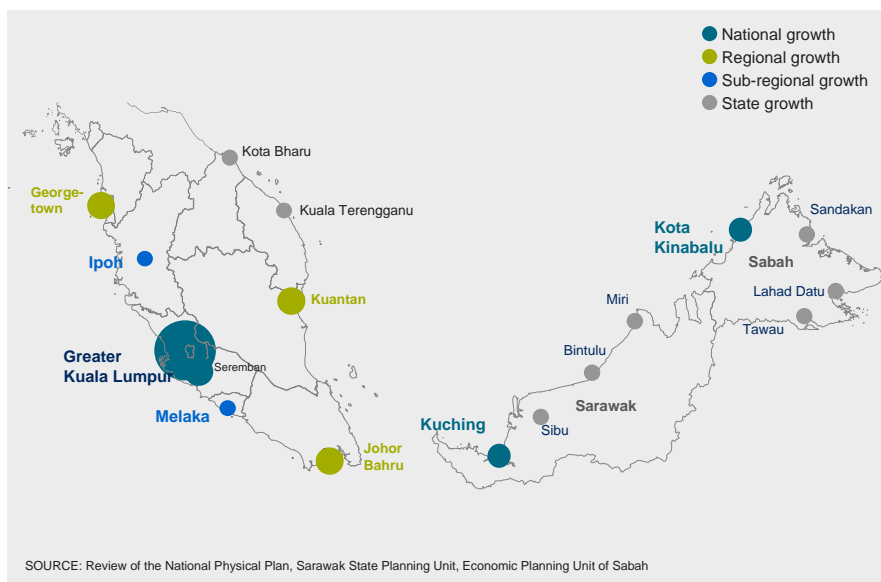 National growth
Regional growth
Sub-regional growth
State growth
Kota Bharu
George-
town
Kuala Terengganu
Sandakan
Kota
Kinabalu
Ipoh
Sabah
Kuantan
Lahad Datu
Miri
Tawau
Bintulu
Greater
Kuala Lumpur
Seremban
Sarawak
Melaka
Kuching
Sibu
Johor
Bahru
SOURCE: Review of the National Physical Plan, Sarawak State Planning Unit, Economic Planning Unit of Sabah